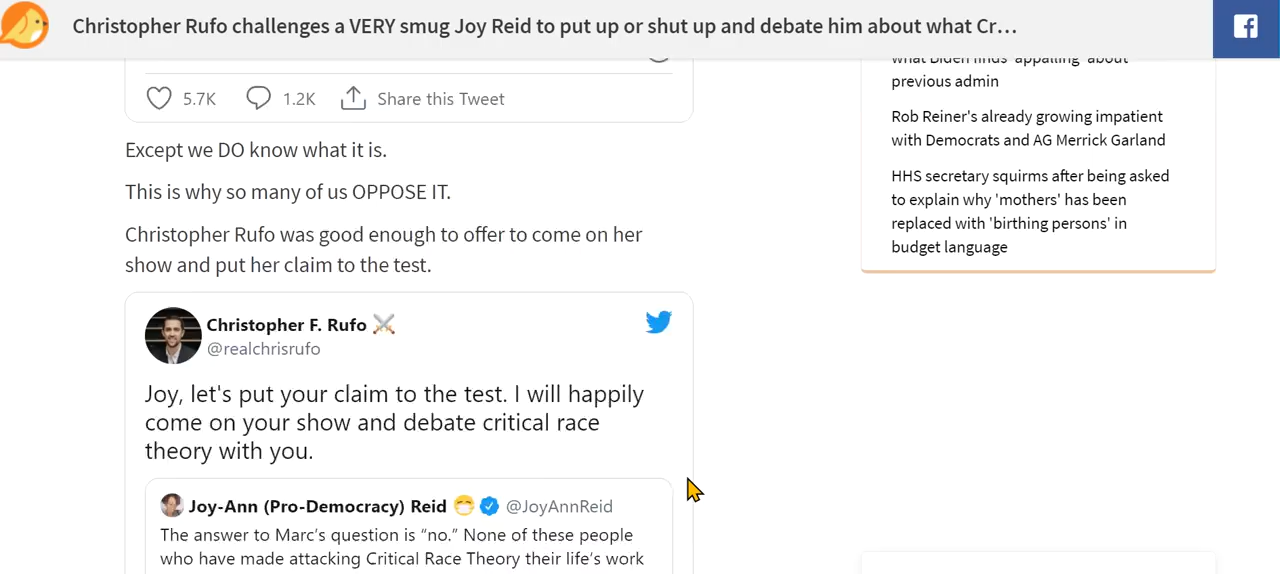 Christopher Rufo challenges a VERY smug Joy Reid to put up or shut up and debate him about what Cr…
5.7K 1.2K Share this Tweet
Except we DO know what it is.
This is why so many of us OPPOSE IT.
Christopher Rufo was good enough to offer to come on her
show and put her claim to the test.
Christopher F. Rufo ⚔️
@realchrisrufo
Joy, let's put your claim to the test. I will happily
come on your show and debate critical race
theory with you.
Joy-Ann (Pro-Democracy) Reid 😷 @JoyAnnReid
The answer to Marc’s question is “no.” None of these people
who have made attacking Critical Race Theory their life’s work
what Biden finds 'appalling' about
previous admin
Rob Reiner's already growing impatient
with Democrats and AG Merrick Garland
HHS secretary squirms after being asked
to explain why 'mothers' has been
replaced with 'birthing persons' in
budget language